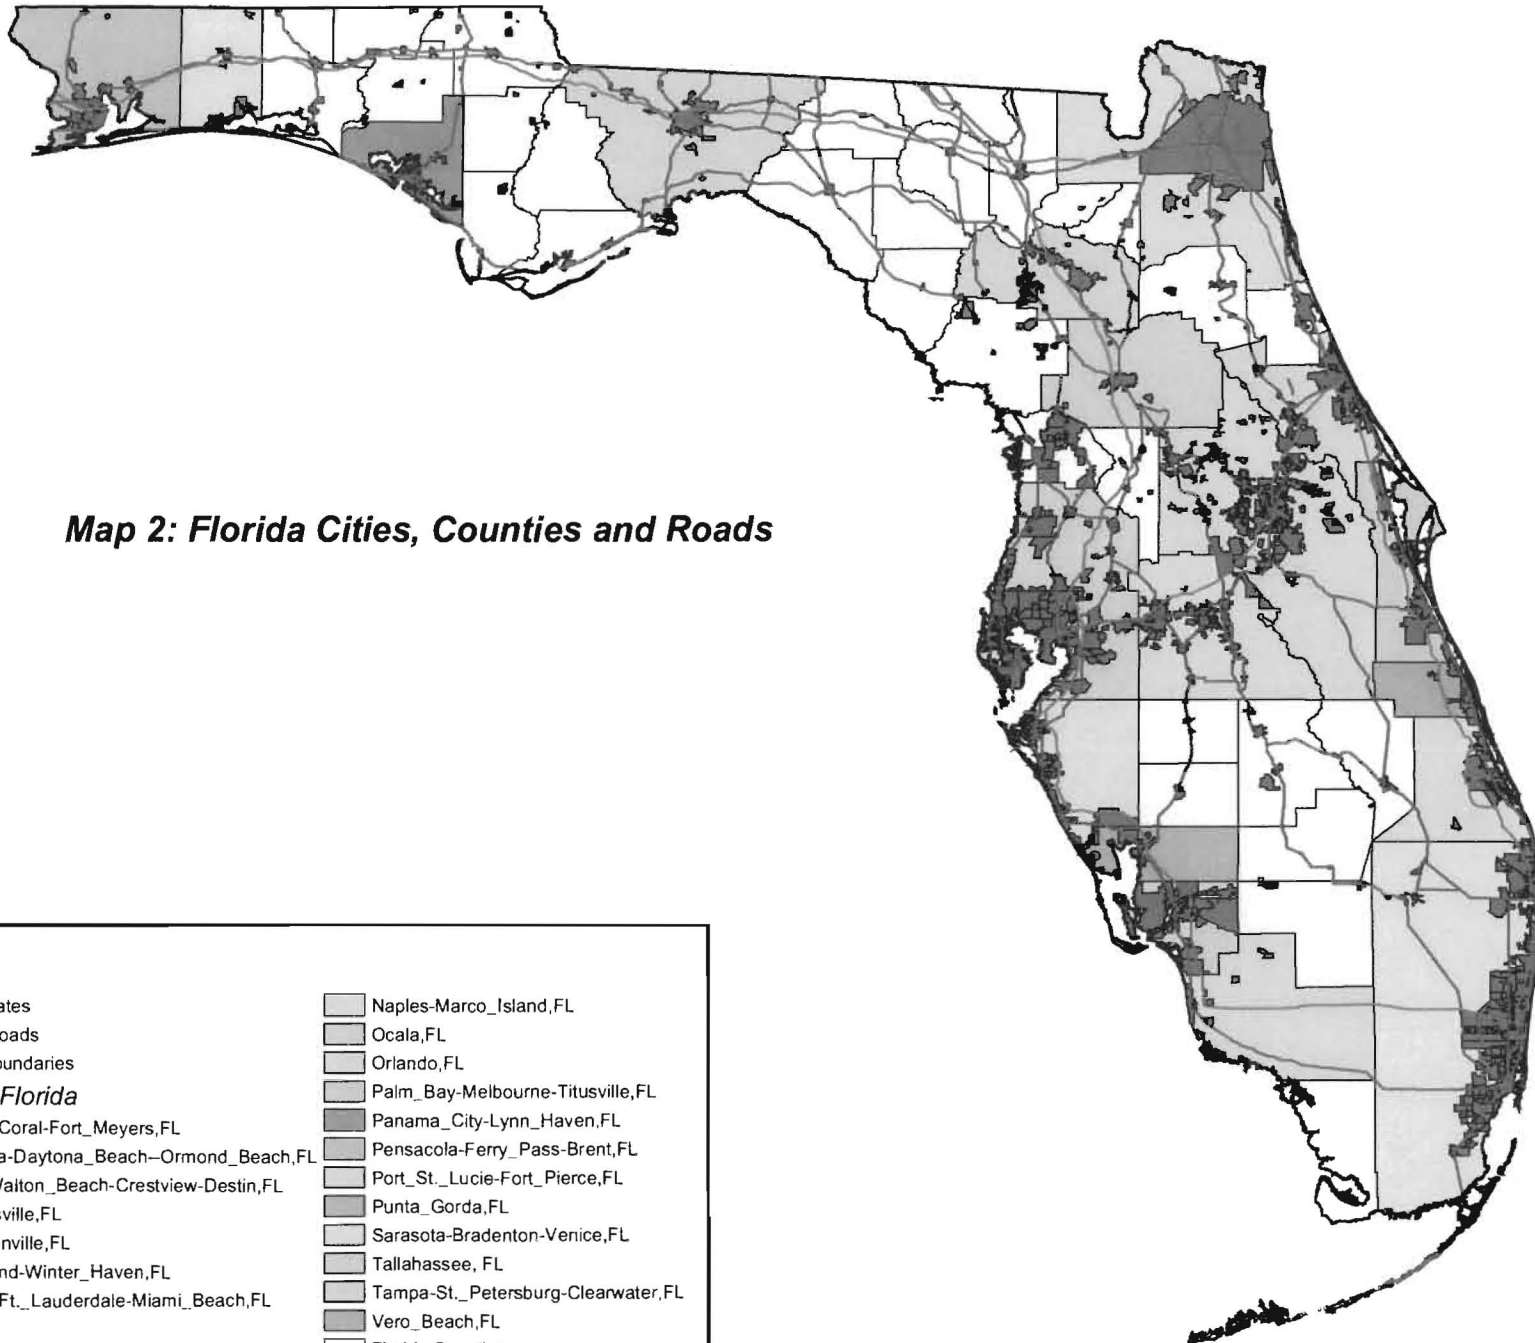 Map 2: Florida Cities, Counties and Roads
ates
oads
oundaries
Florida
Coral-Fort_Meyers,FL
a-Daytona_Beach--Ormond_Beach,FL
Walton_Beach-Crestview-Destin,FL
sville,FL
nville,FL
nd-Winter_Haven,FL
Ft._Lauderdale-Miami_Beach,FL
Naples-Marco_Island,FL
Ocala,FL
Orlando,FL
Palm_Bay-Melbourne-Titusville,FL
Panama_City-Lynn_Haven,FL
Pensacola-Ferry_Pass-Brent,FL
Port_St._Lucie-Fort_Pierce,FL
Punta_Gorda,FL
Sarasota-Bradenton-Venice,FL
Tallahassee, FL
Tampa-St._Petersburg-Clearwater,FL
Vero_Beach,FL